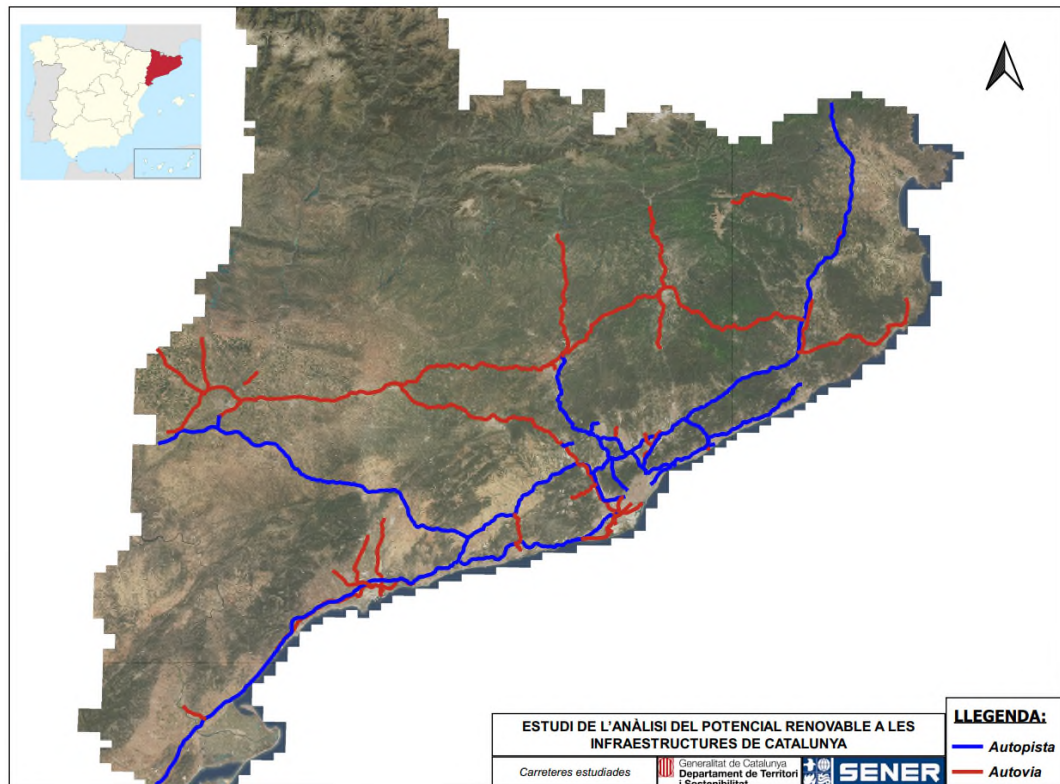 ESTUDI DE L'ANÀLISI DEL POTENCIAL RENOVABLE A LES
INFRAESTRUCTURES DE CATALUNYA
Carreteres estudiades
Generalitat de Catalunya
Departament de Territori
i Sostenibilitat
SENER
LLEGENDA:
Autopista
Autovia